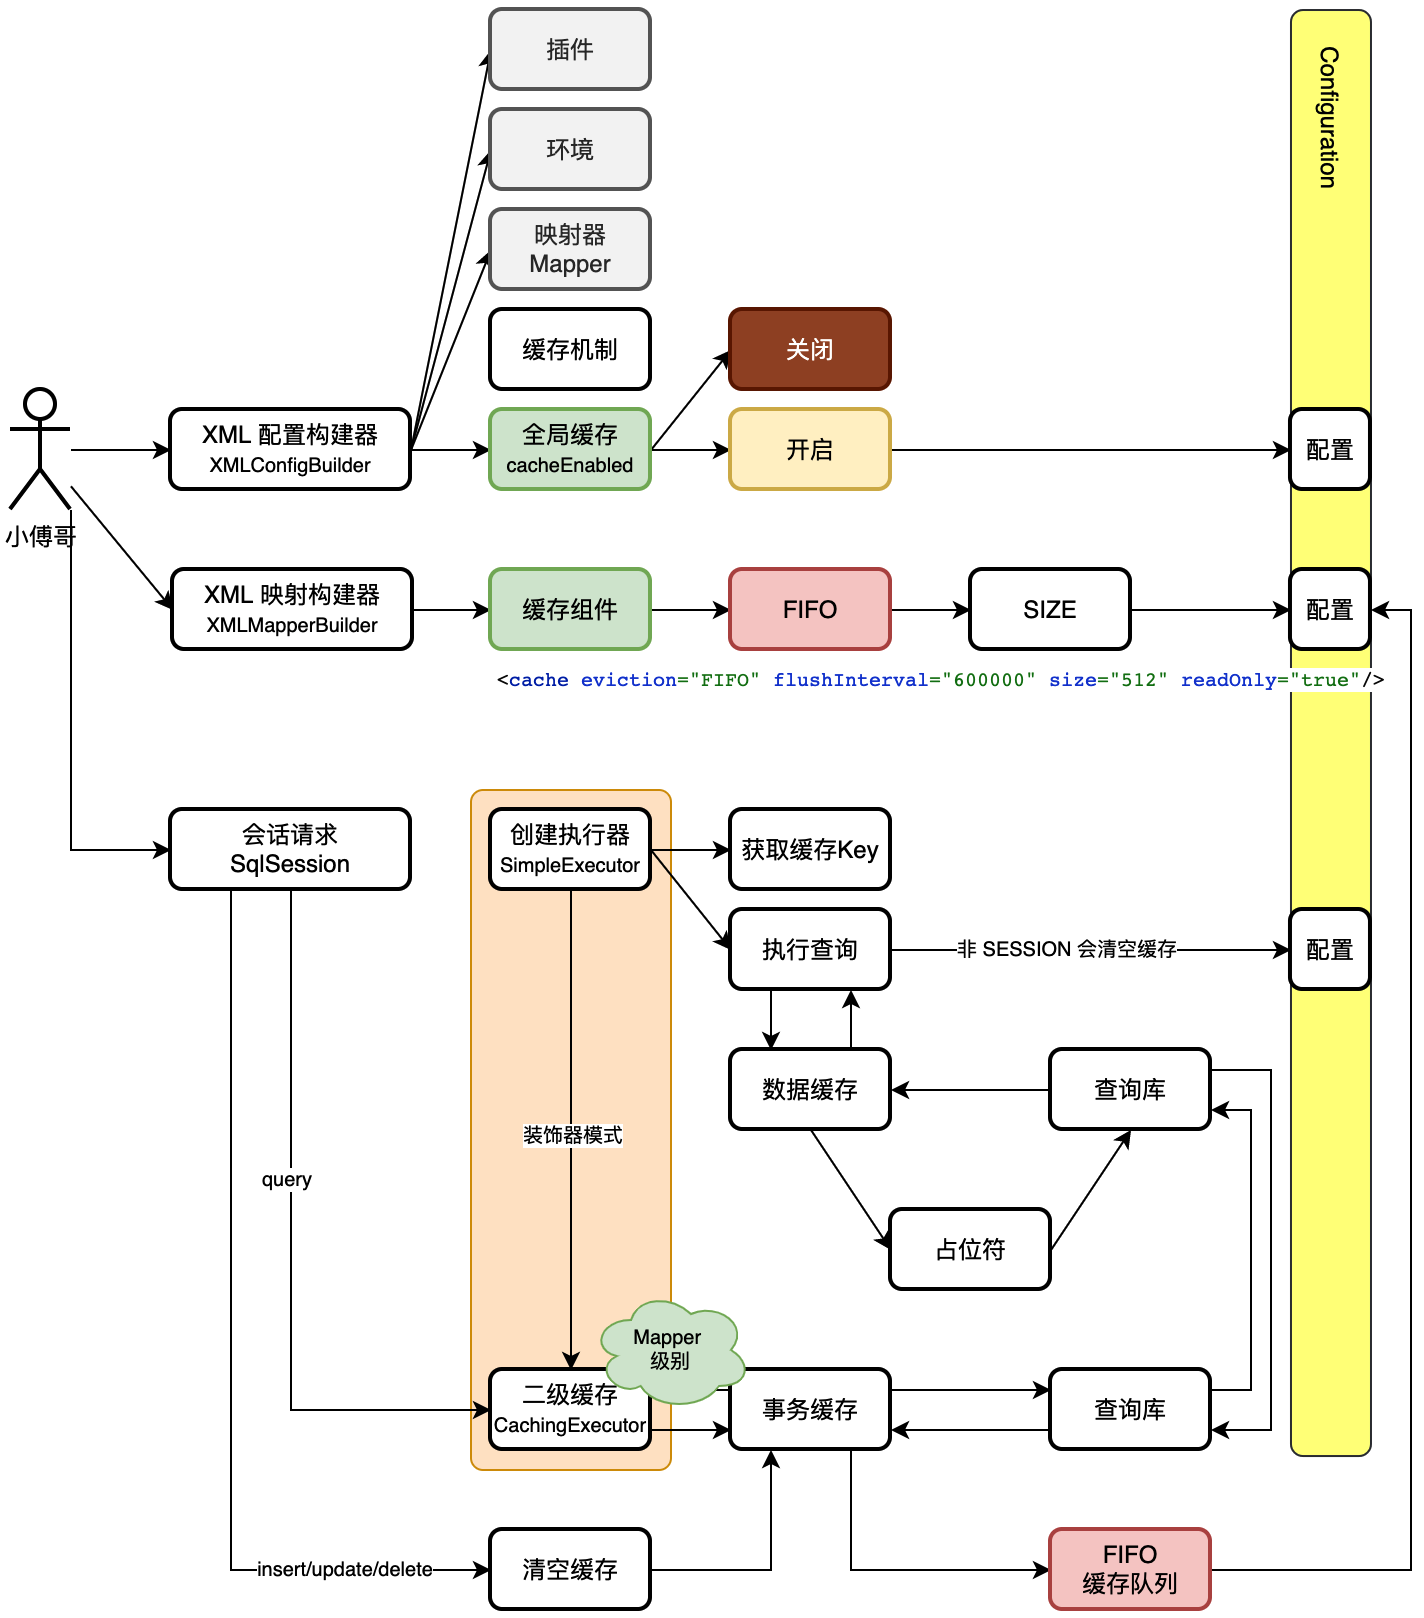 插件
环境
映射器
Mapper
缓存机制
关闭
Configuration
小傅哥
XML 配置构建器
XMLConfigBuilder
全局缓存
cacheEnabled
开启
配置
XML 映射构建器
XMLMapperBuilder
缓存组件
FIFO
SIZE
配置
<cache eviction="FIFO" flushInterval="600000" size="512" readOnly="true"/>
会话请求
SqlSession
创建执行器
SimpleExecutor
获取缓存Key
执行查询
非 SESSION 会清空缓存
配置
数据缓存
查询库
装饰器模式
query
占位符
Mapper
级别
二级缓存
CachingExecutor
事务缓存
查询库
insert/update/delete
清空缓存
FIFO
缓存队列